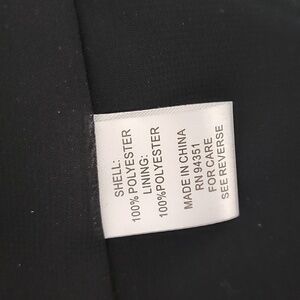 SHELL:
100% POLYESTER
LINING:
100%POLYESTER
MADE IN CHINA
RN 94351
FOR CARE
SEE REVERSE